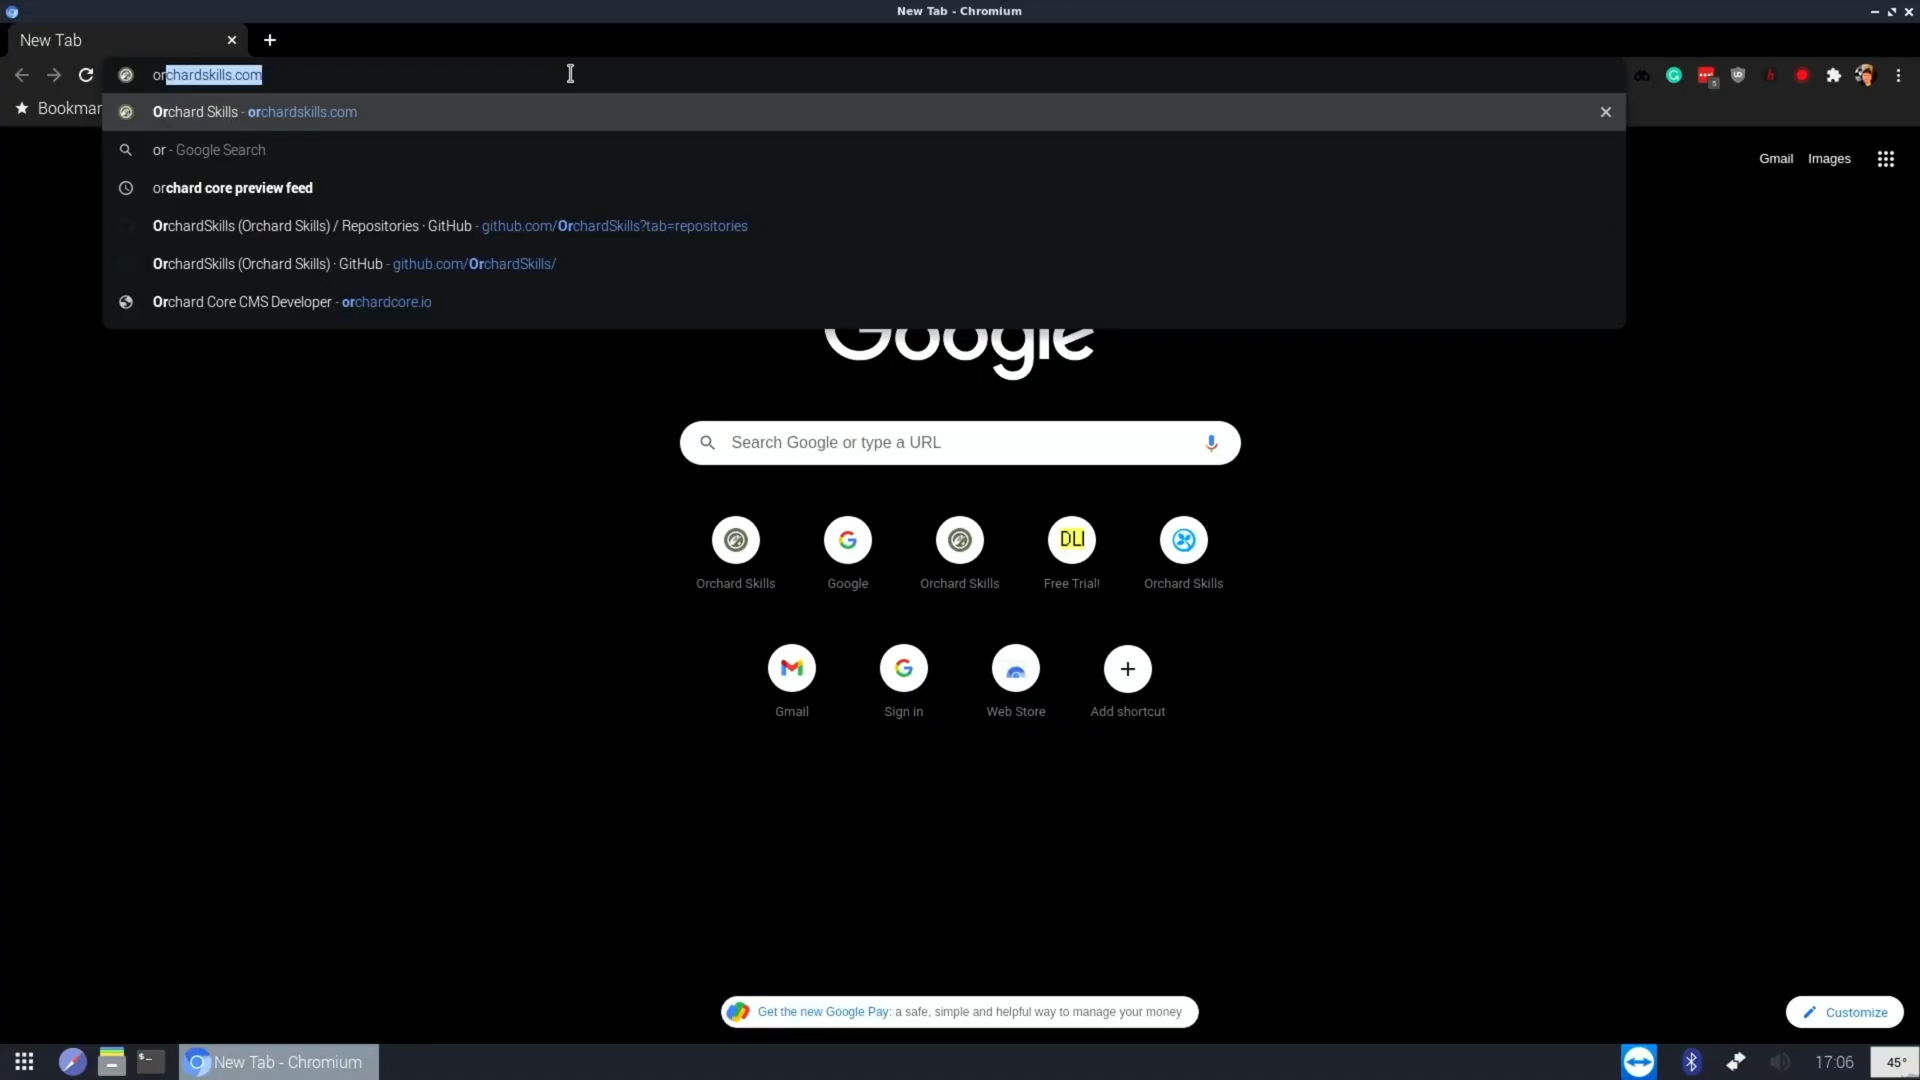 New Tab - Chromium
New Tab
orchardskills.com
Bookmar
Orchard Skills - orchardskills.com
or - Google Search
orchard core preview feed
OrchardSkills (Orchard Skills) / Repositories · GitHub - github.com/OrchardSkills?tab=repositories
OrchardSkills (Orchard Skills) · GitHub - github.com/OrchardSkills/
Orchard Core CMS Developer - orchardcore.io
Gmail Images
Google
Search Google or type a URL
DLI
Orchard Skills Google Orchard Skills Free Trial! Orchard Skills
Gmail Sign in Web Store Add shortcut
Get the new Google Pay: a safe, simple and helpful way to manage your money
Customize
New Tab - Chromium
17:06
45°